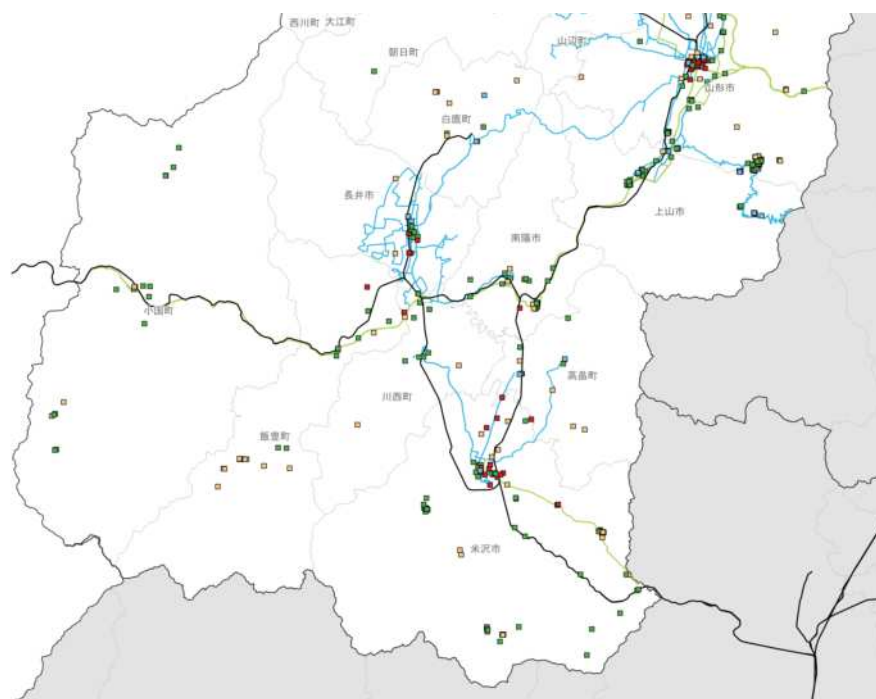 西川町 大江町
朝日町
山辺町
山形市
白鷹町
長井市
上山市
南陽市
小国町
高畠町
川西町
飯豊町
米沢市